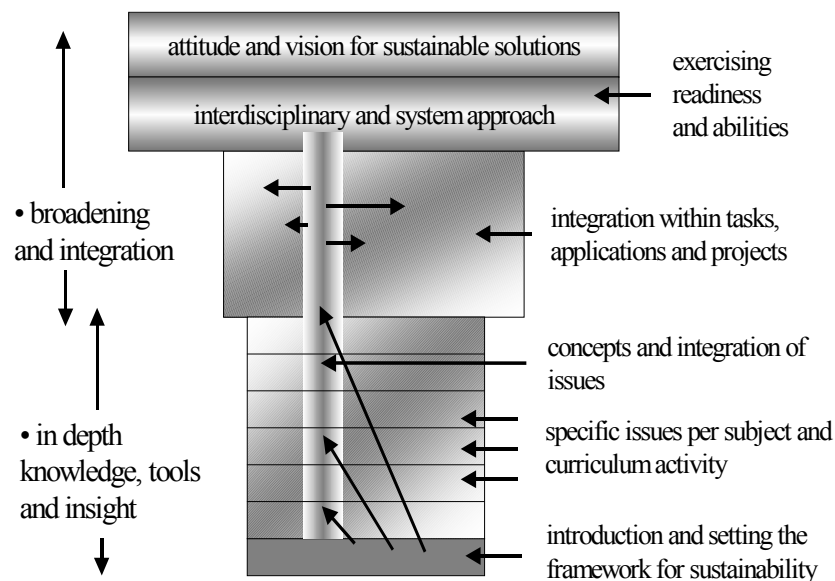 attitude and vision for sustainable solutions
interdisciplinary and system approach
exercising
readiness
and abilities
• broadening
and integration
integration within tasks,
applications and projects
concepts and integration of
issues
• in depth
knowledge, tools
and insight
specific issues per subject and
curriculum activity
introduction and setting the
framework for sustainability